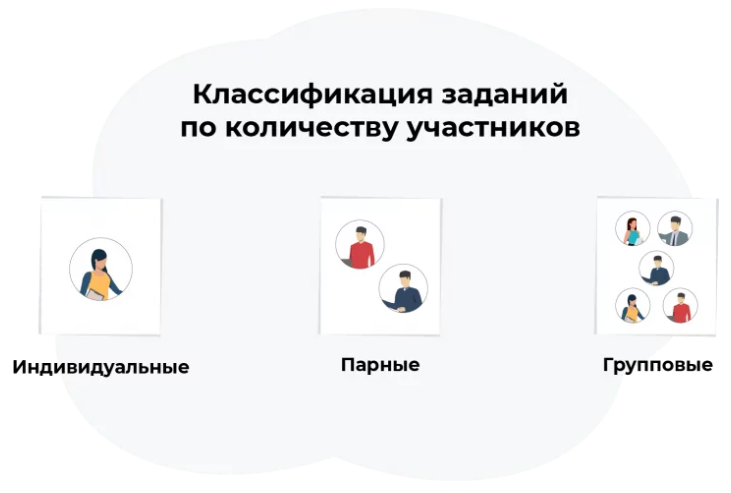 Классификация заданий
по количеству участников
Индивидуальные
Парные
Групповые